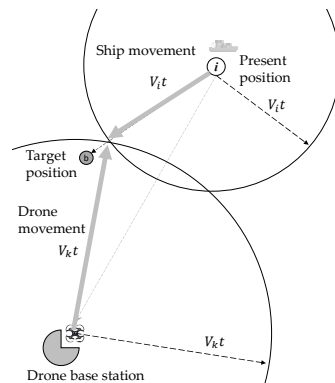 Ship movement
Present
position
i
V_i t
V_i t
Target
position
b
Drone
movement
V_k t
V_k t
Drone base station